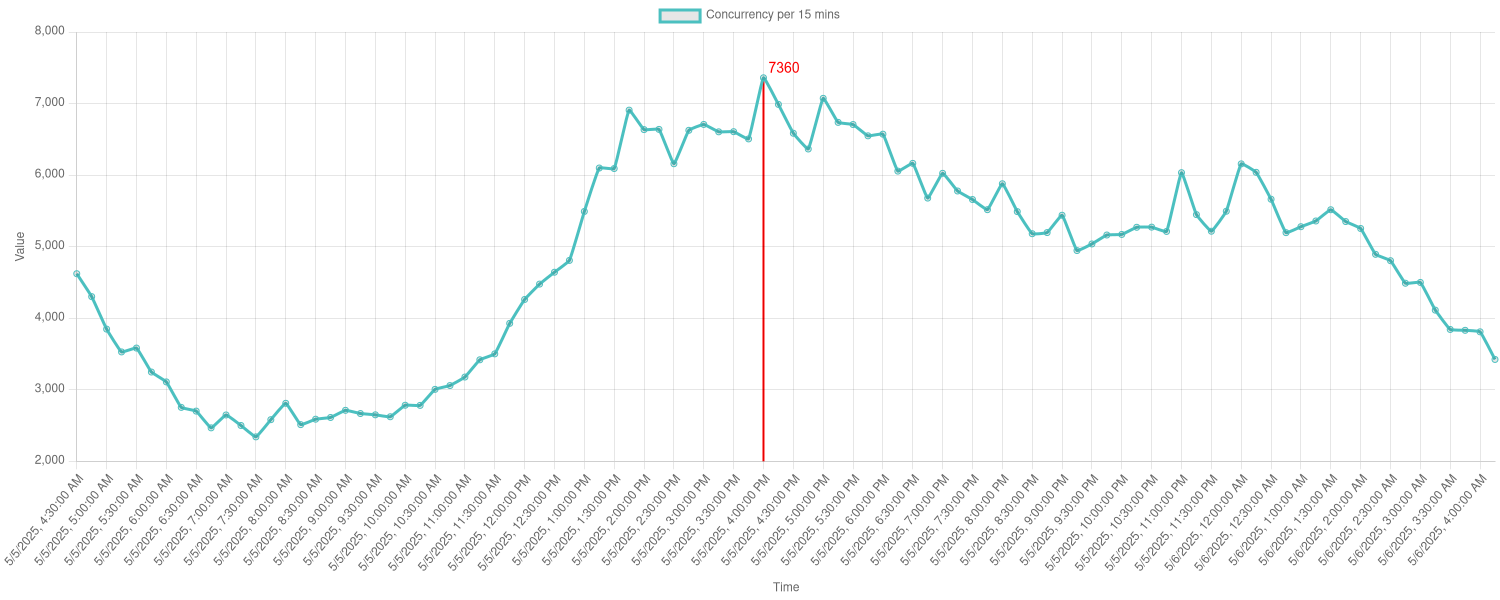 Concurrency per 15 mins
8,000
7,000
6,000
5,000
4,000
3,000
2,000
Value
7360
5/5/2025, 4:30:00 AM
5/5/2025, 5:00:00 AM
5/5/2025, 5:30:00 AM
5/5/2025, 6:00:00 AM
5/5/2025, 6:30:00 AM
5/5/2025, 7:00:00 AM
5/5/2025, 7:30:00 AM
5/5/2025, 8:00:00 AM
5/5/2025, 8:30:00 AM
5/5/2025, 9:00:00 AM
5/5/2025, 9:30:00 AM
5/5/2025, 10:00:00 AM
5/5/2025, 10:30:00 AM
5/5/2025, 11:00:00 AM
5/5/2025, 11:30:00 AM
5/5/2025, 12:00:00 PM
5/5/2025, 12:30:00 PM
5/5/2025, 1:00:00 PM
5/5/2025, 1:30:00 PM
5/5/2025, 2:00:00 PM
5/5/2025, 2:30:00 PM
5/5/2025, 3:00:00 PM
5/5/2025, 3:30:00 PM
5/5/2025, 4:00:00 PM
5/5/2025, 4:30:00 PM
5/5/2025, 5:00:00 PM
5/5/2025, 5:30:00 PM
5/5/2025, 6:00:00 PM
5/5/2025, 6:30:00 PM
5/5/2025, 7:00:00 PM
5/5/2025, 7:30:00 PM
5/5/2025, 8:00:00 PM
5/5/2025, 8:30:00 PM
5/5/2025, 9:00:00 PM
5/5/2025, 9:30:00 PM
5/5/2025, 10:00:00 PM
5/5/2025, 10:30:00 PM
5/5/2025, 11:00:00 PM
5/5/2025, 11:30:00 PM
5/6/2025, 12:00:00 AM
5/6/2025, 12:30:00 AM
5/6/2025, 1:00:00 AM
5/6/2025, 1:30:00 AM
5/6/2025, 2:00:00 AM
5/6/2025, 2:30:00 AM
5/6/2025, 3:00:00 AM
5/6/2025, 3:30:00 AM
5/6/2025, 4:00:00 AM
Time